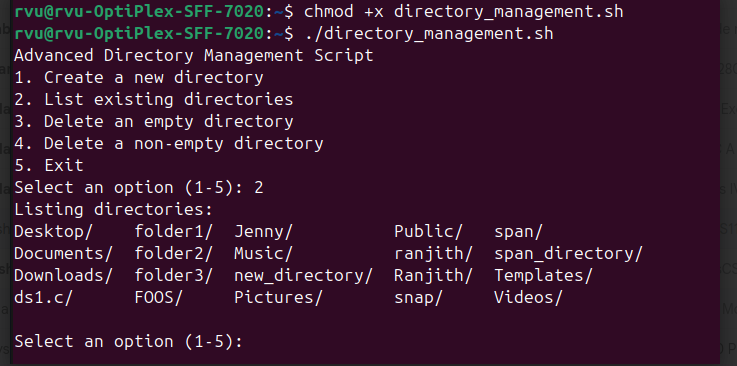 rvu@rvu-OptiPlex-SFF-7020:~$ chmod +x directory_management.sh
rvu@rvu-OptiPlex-SFF-7020:~$ ./directory_management.sh
Advanced Directory Management Script
1. Create a new directory
2. List existing directories
3. Delete an empty directory
4. Delete a non-empty directory
5. Exit
Select an option (1-5): 2
Listing directories:
Desktop/    folder1/  Jenny/          Public/   span/
Documents/  folder2/  Music/          ranjith/  span_directory/
Downloads/  folder3/  new_directory/  Ranjith/  Templates/
ds1.c/      FOOS/     Pictures/       snap/     Videos/
Select an option (1-5):